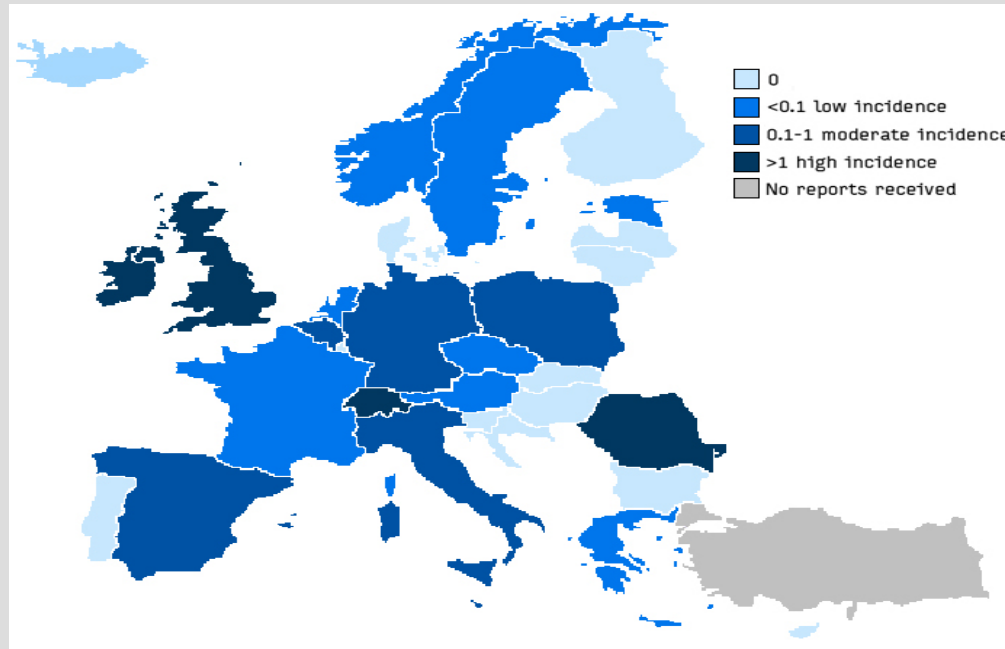 0
<0.1 low incidence
0.1-1 moderate incidence
>1 high incidence
No reports received